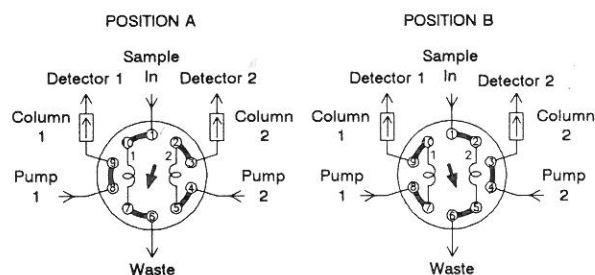 POSITION A
POSITION B
Sample
In
Detector 1
Detector 2
Column
1
Column
2
Pump
1
Pump
2
Waste
1
2
3
4
5
6
7
8
9
1
2
Sample
In
Detector 1
Detector 2
Column
1
Column
2
Pump
1
Pump
2
Waste
1
2
3
4
5
6
7
8
9
1
2